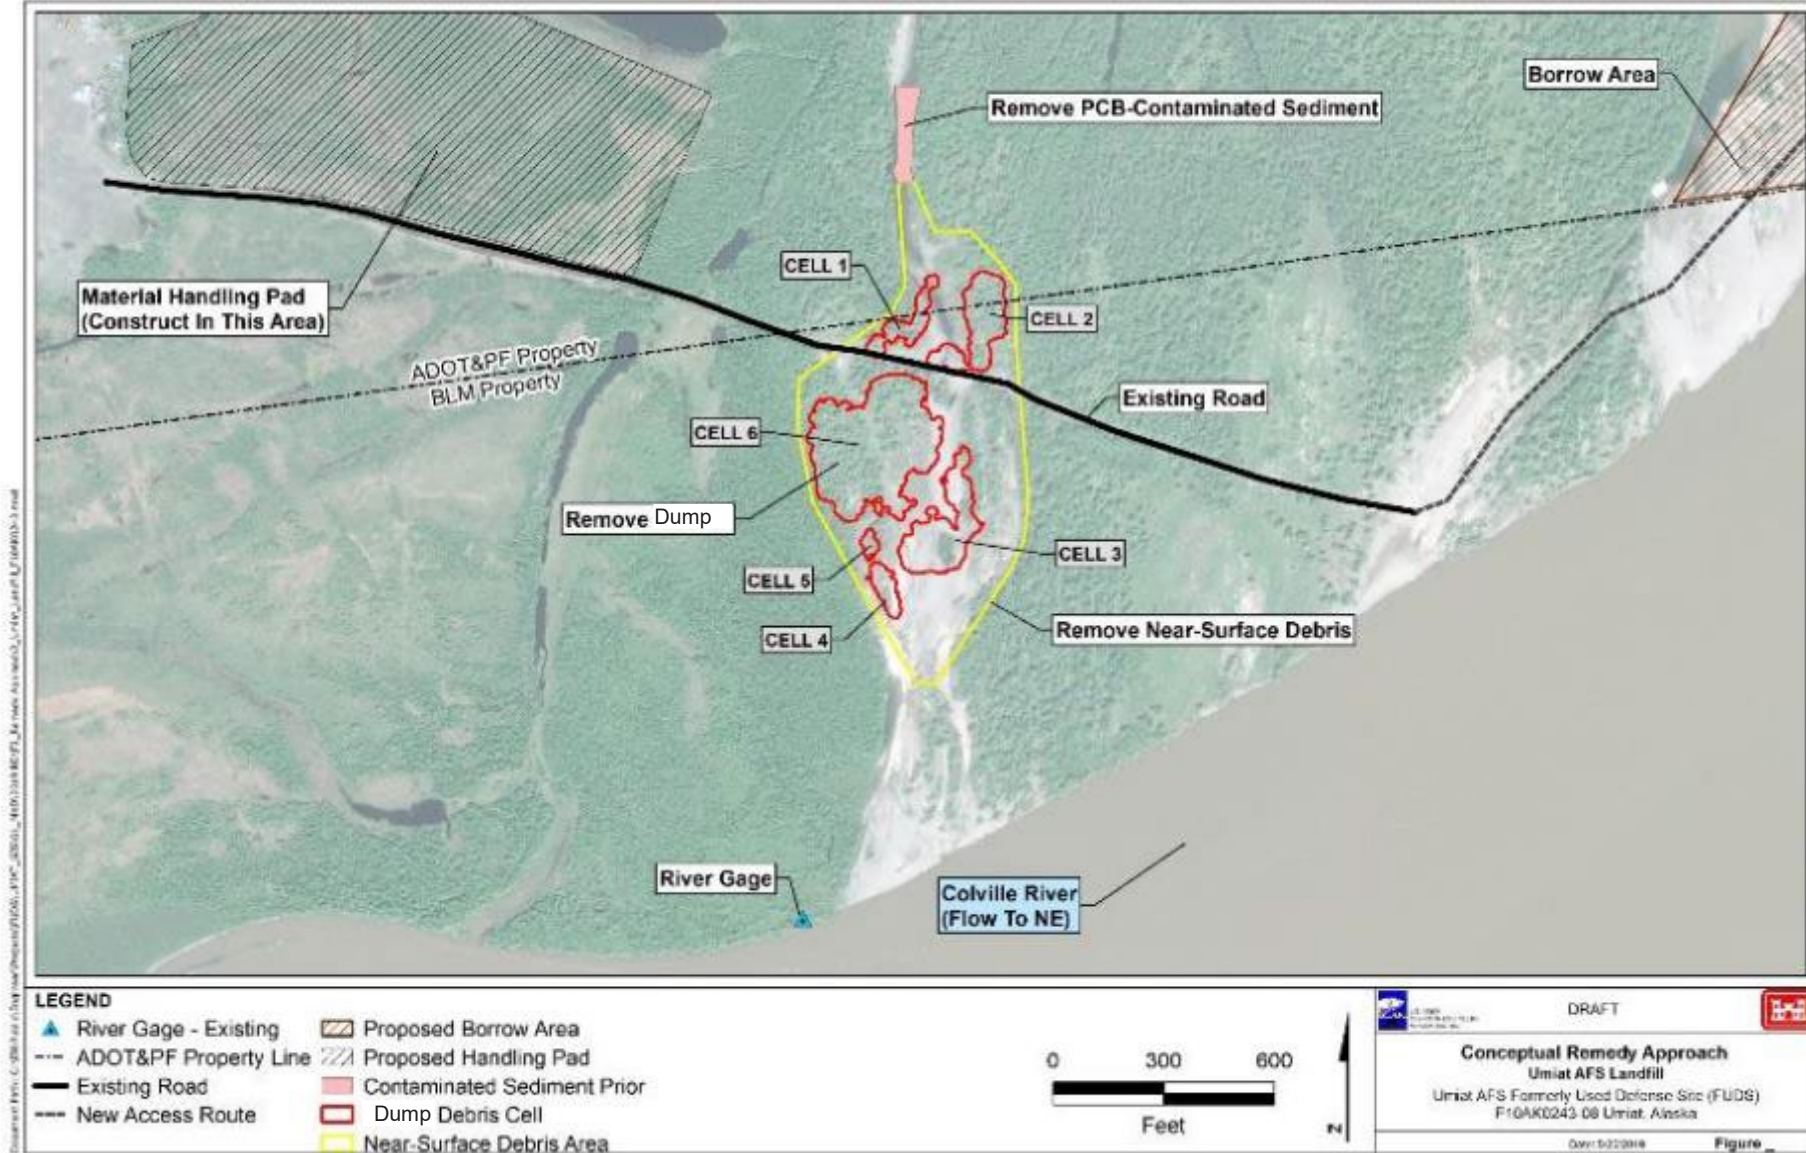 Remove PCB-Contaminated Sediment
Borrow Area
CELL 1
Material Handling Pad
(Construct In This Area)
CELL 2
ADOT&PF Property
BLM Property
Existing Road
CELL 6
Remove Dump
CELL 3
CELL 5
Remove Near-Surface Debris
CELL 4
River Gage
Colville River
(Flow To NE)
LEGEND
River Gage - Existing
ADOT&PF Property Line
Existing Road
New Access Route
Proposed Borrow Area
Proposed Handling Pad
Contaminated Sediment Prior
Dump Debris Cell
Near-Surface Debris Area
0 300 600
Feet
N
DRAFT
Conceptual Remedy Approach
Umiat AFS Landfill
Umiat AFS Formerly Used Defense Site (FUDS)
F10AK0243-08 Umiat, Alaska
Figure _